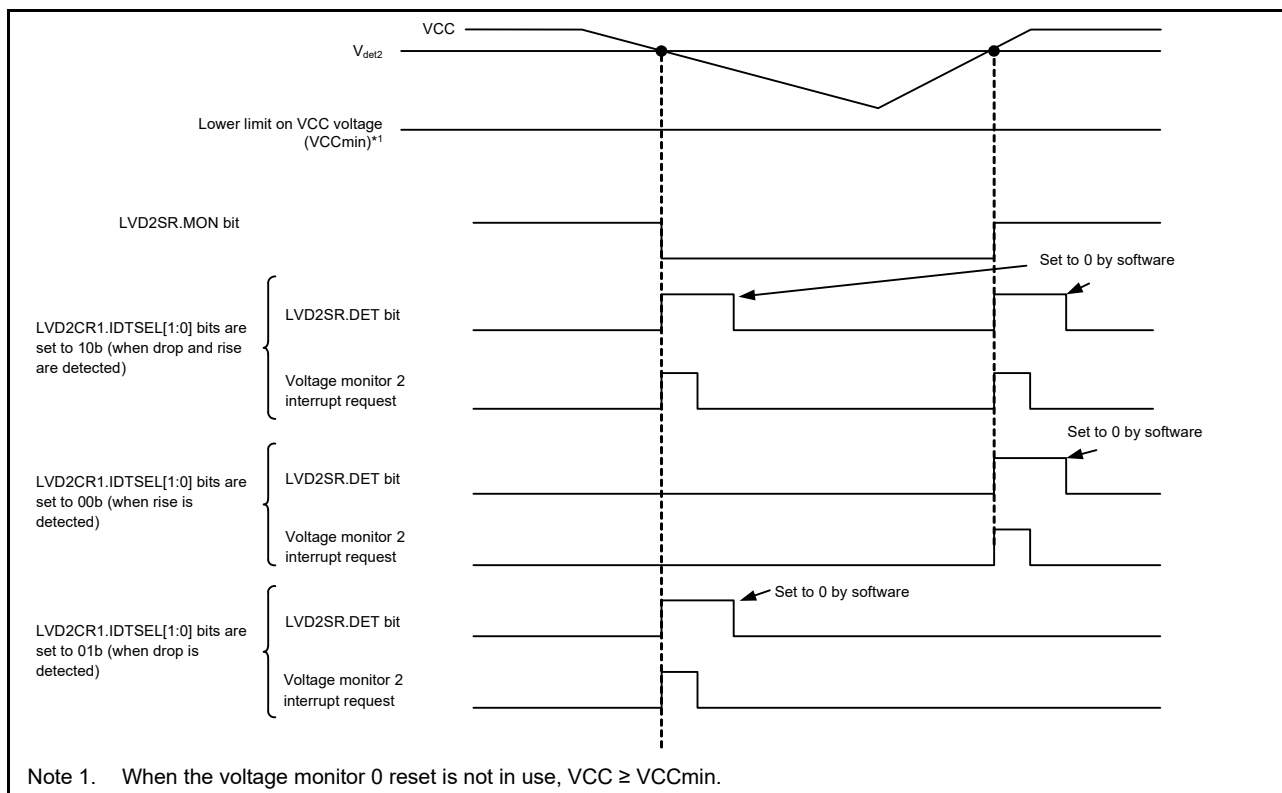 VCC
Vdet2
Lower limit on VCC voltage
(VCCmin)*1
LVD2SR.MON bit
Set to 0 by software
LVD2CR1.IDTSEL[1:0] bits are
set to 10b (when drop and rise
are detected)
LVD2SR.DET bit
Voltage monitor 2
interrupt request
Set to 0 by software
LVD2CR1.IDTSEL[1:0] bits are
set to 00b (when rise is
detected)
LVD2SR.DET bit
Voltage monitor 2
interrupt request
Set to 0 by software
LVD2CR1.IDTSEL[1:0] bits are
set to 01b (when drop is
detected)
LVD2SR.DET bit
Voltage monitor 2
interrupt request
Note 1. When the voltage monitor 0 reset is not in use, VCC ≥ VCCmin.